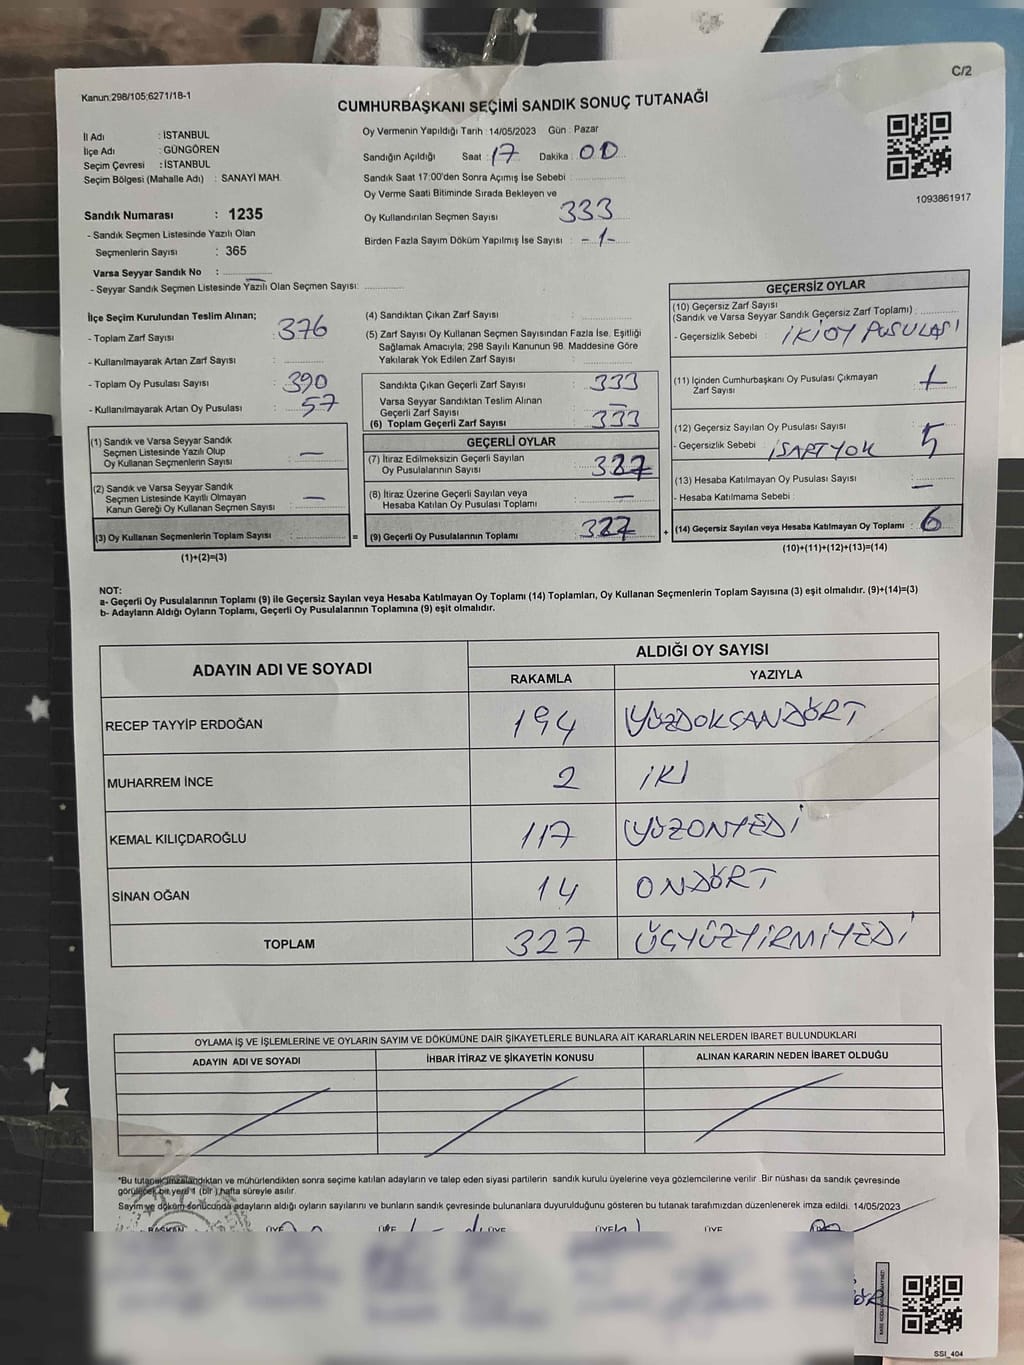 C/2
Kanun:298/105;6271/18-1
CUMHURBAŞKANI SEÇİMİ SANDIK SONUÇ TUTANAĞI
İl Adı : İSTANBUL
İlçe Adı : GÜNGÖREN
Seçim Çevresi : İSTANBUL
Seçim Bölgesi (Mahalle Adı) : SANAYİ MAH.
Oy Vermenin Yapıldığı Tarih : 14/05/2023 Gün : Pazar
Sandığın Açıldığı Saat : 17 Dakika : 00
Sandık Saat 17:00'den Sonra Açımış İse Sebebi :
Oy Verme Saati Bitiminde Sırada Bekleyen ve
Oy Kullandırılan Seçmen Sayısı 333
Birden Fazla Sayım Döküm Yapılmış İse Sayısı : -1-
1093861917
Sandık Numarası : 1235
- Sandık Seçmen Listesinde Yazılı Olan
Seçmenlerin Sayısı : 365
Varsa Seyyar Sandık No :
- Seyyar Sandık Seçmen Listesinde Yazılı Olan Seçmen Sayısı:
İlçe Seçim Kurulundan Teslim Alınan;
- Toplam Zarf Sayısı : 376
- Kullanılmayarak Artan Zarf Sayısı :
- Toplam Oy Pusulası Sayısı : 390
- Kullanılmayarak Artan Oy Pusulası : 57
(1) Sandık ve Varsa Seyyar Sandık
Seçmen Listesinde Yazılı Olup
Oy Kullanan Seçmenlerin Sayısı : —
(2) Sandık ve Varsa Seyyar Sandık
Seçmen Listesinde Kayıtlı Olmayan
Kanun Gereği Oy Kullanan Seçmen Sayısı : —
(3) Oy Kullanan Seçmenlerin Toplam Sayısı :
(1)+(2)=(3)
=
(4) Sandıktan Çıkan Zarf Sayısı :
(5) Zarf Sayısı Oy Kullanan Seçmen Sayısından Fazla İse, Eşitliği
Sağlamak Amacıyla; 298 Sayılı Kanunun 98. Maddesine Göre
Yakılarak Yok Edilen Zarf Sayısı :
Sandıkta Çıkan Geçerli Zarf Sayısı : 333
Varsa Seyyar Sandıktan Teslim Alınan
Geçerli Zarf Sayısı : —
(6) Toplam Geçerli Zarf Sayısı : 333
GEÇERLİ OYLAR
(7) İtiraz Edilmeksizin Geçerli Sayılan
Oy Pusulalarının Sayısı : 327
(8) İtiraz Üzerine Geçerli Sayılan veya
Hesaba Katılan Oy Pusulası Toplamı : —
(9) Geçerli Oy Pusulalarının Toplamı : 327
+
GEÇERSİZ OYLAR
(10) Geçersiz Zarf Sayısı
(Sandık ve Varsa Seyyar Sandık Geçersiz Zarf Toplamı) :
- Geçersizlik Sebebi : İKİ OY PUSULASI
(11) İçinden Cumhurbaşkanı Oy Pusulası Çıkmayan
Zarf Sayısı :
(12) Geçersiz Sayılan Oy Pusulası Sayısı : 5
- Geçersizlik Sebebi : İSARTYOK
(13) Hesaba Katılmayan Oy Pusulası Sayısı : —
- Hesaba Katılmama Sebebi :
(14) Geçersiz Sayılan veya Hesaba Katılmayan Oy Toplamı : 6
(10)+(11)+(12)+(13)=(14)
NOT:
a- Geçerli Oy Pusulalarının Toplamı (9) ile Geçersiz Sayılan veya Hesaba Katılmayan Oy Toplamı (14) Toplamları, Oy Kullanan Seçmenlerin Toplam Sayısına (3) eşit olmalıdır. (9)+(14)=(3)
b- Adayların Aldığı Oyların Toplamı, Geçerli Oy Pusulalarının Toplamına (9) eşit olmalıdır.
ADAYIN ADI VE SOYADI
ALDIĞI OY SAYISI
RAKAMLA YAZIYLA
RECEP TAYYİP ERDOĞAN 194 YÜZDOKSANDÖRT
MUHARREM İNCE 2 İKİ
KEMAL KILIÇDAROĞLU 117 YÜZONYEDİ
SİNAN OĞAN 14 ONDÖRT
TOPLAM 327 ÜÇYÜZYİRMİYEDİ
OYLAMA İŞ VE İŞLEMLERİNE VE OYLARIN SAYIM VE DÖKÜMÜNE DAİR ŞİKAYETLERLE BUNLARA AİT KARARLARIN NELERDEN İBARET BULUNDUKLARI
ADAYIN ADI VE SOYADI İHBAR İTİRAZ VE ŞİKAYETİN KONUSU ALINAN KARARIN NEDEN İBARET OLDUĞU
*Bu tutanak imzalandıktan ve mühürlendikten sonra seçime katılan adayların ve talep eden siyasi partilerin sandık kurulu üyelerine veya gözlemcilerine verilir. Bir nüshası da sandık çevresinde
görülecek bir yere 1 (bir) hafta süreyle asılır.
Sayım ve döküm sonucunda adayların aldığı oyların sayılarını ve bunların sandık çevresinde bulunanlara duyurulduğunu gösteren bu tutanak tarafımızdan düzenlenerek imza edildi. 14/05/2023
BAŞKAN ÜYE ÜYE ÜYE ÜYE ÜYE
SSI_404